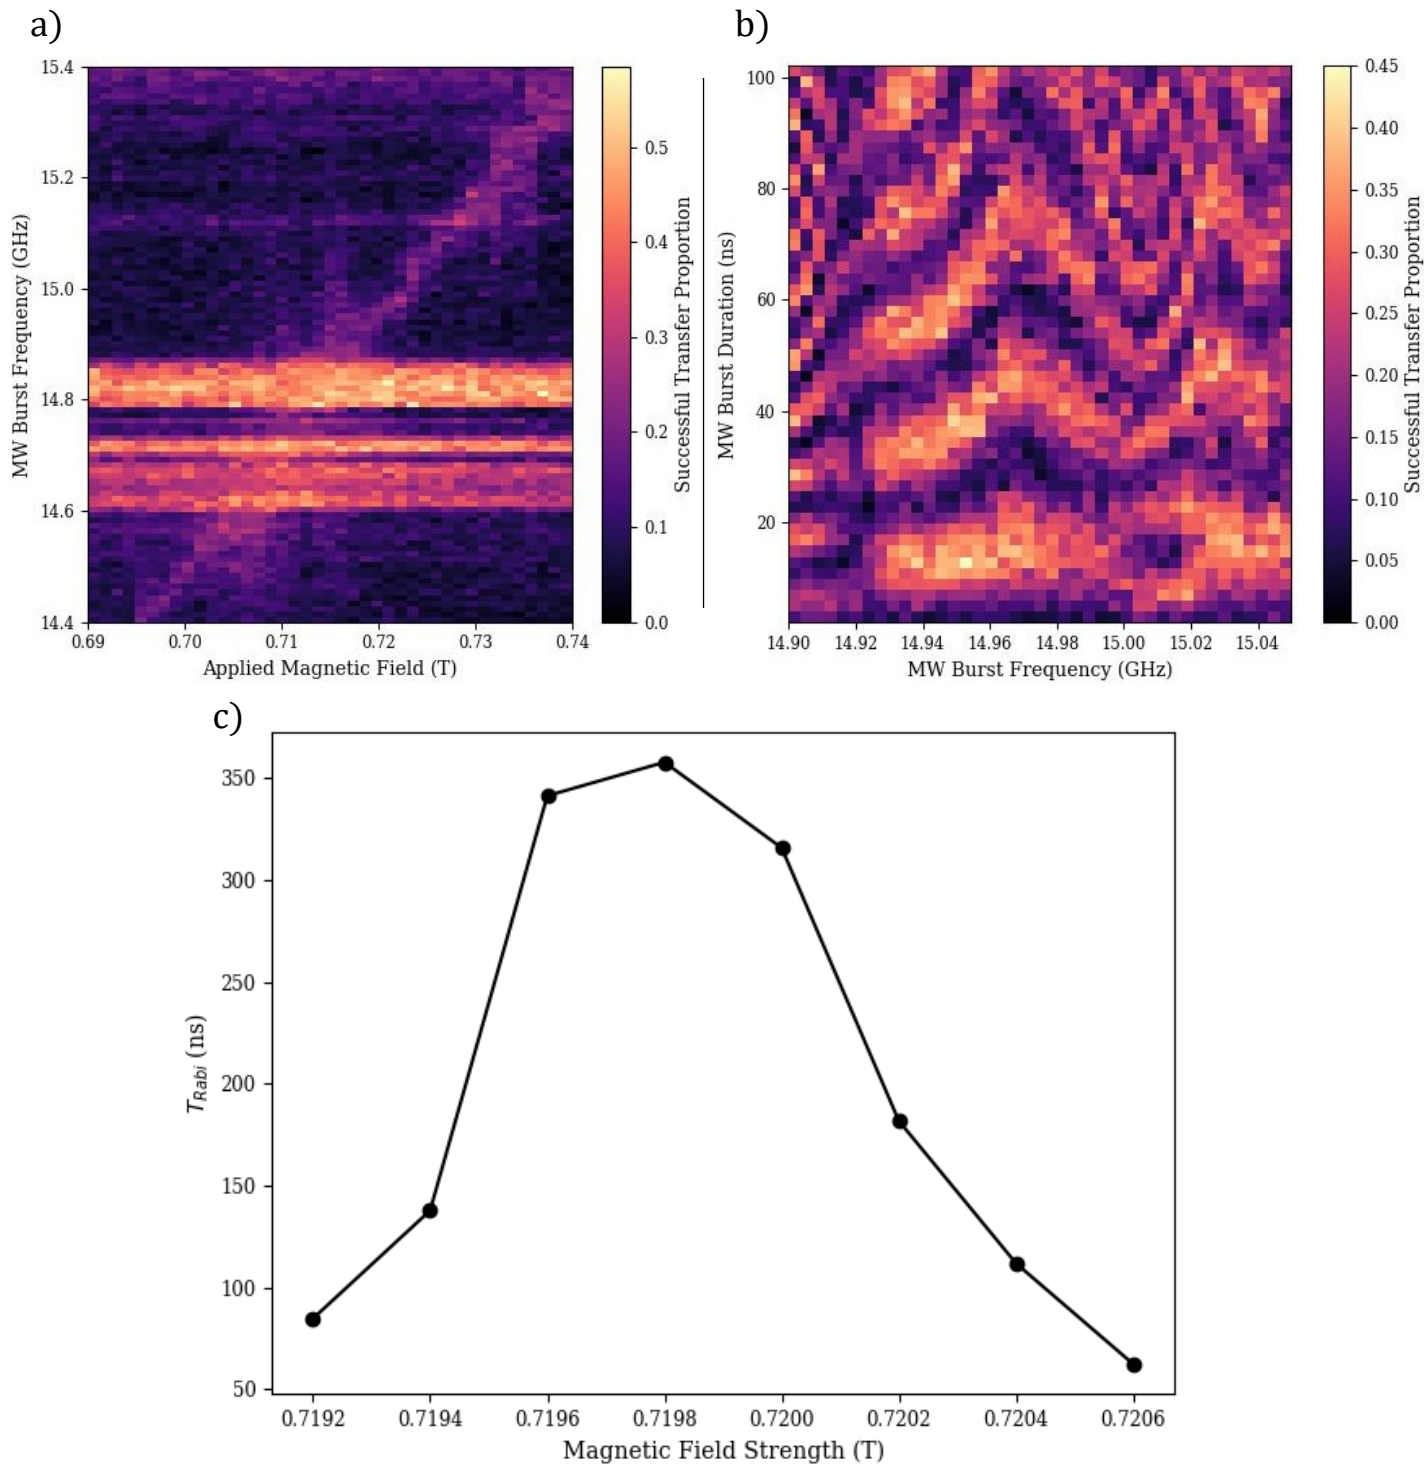 a)
15.4
15.2
15.0
14.8
14.6
14.4
MW Burst Frequency (GHz)
0.69 0.70 0.71 0.72 0.73 0.74
Applied Magnetic Field (T)
0.5
0.4
0.3
0.2
0.1
0.0
Successful Transfer Proportion
b)
100
80
60
40
20
MW Burst Duration (ns)
14.90 14.92 14.94 14.96 14.98 15.00 15.02 15.04
MW Burst Frequency (GHz)
0.45
0.40
0.35
0.30
0.25
0.20
0.15
0.10
0.05
0.00
Successful Transfer Proportion
c)
350
300
250
200
150
100
50
T_Rabi (ns)
0.7192 0.7194 0.7196 0.7198 0.7200 0.7202 0.7204 0.7206
Magnetic Field Strength (T)